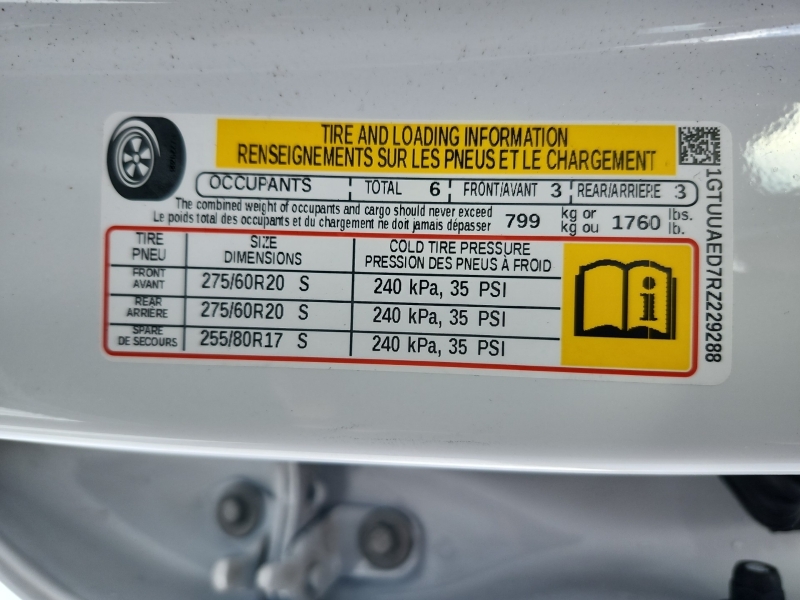 TIRE AND LOADING INFORMATION
RENSEIGNEMENTS SUR LES PNEUS ET LE CHARGEMENT
OCCUPANTS TOTAL 6 FRONT/AVANT 3 REAR/ARRIERE 3
The combined weight of occupants and cargo should never exceed
Le poids total des occupants et du chargement ne doit jamais dépasser
799 kg or 1760 lbs.
kg ou lb.
TIRE SIZE COLD TIRE PRESSURE
PNEU DIMENSIONS PRESSION DES PNEUS À FROID
FRONT
AVANT 275/60R20 S 240 kPa, 35 PSI
REAR
ARRIÈRE 275/60R20 S 240 kPa, 35 PSI
SPARE
DE SECOURS 255/80R17 S 240 kPa, 35 PSI
i
1GTUUAED7RZ229288